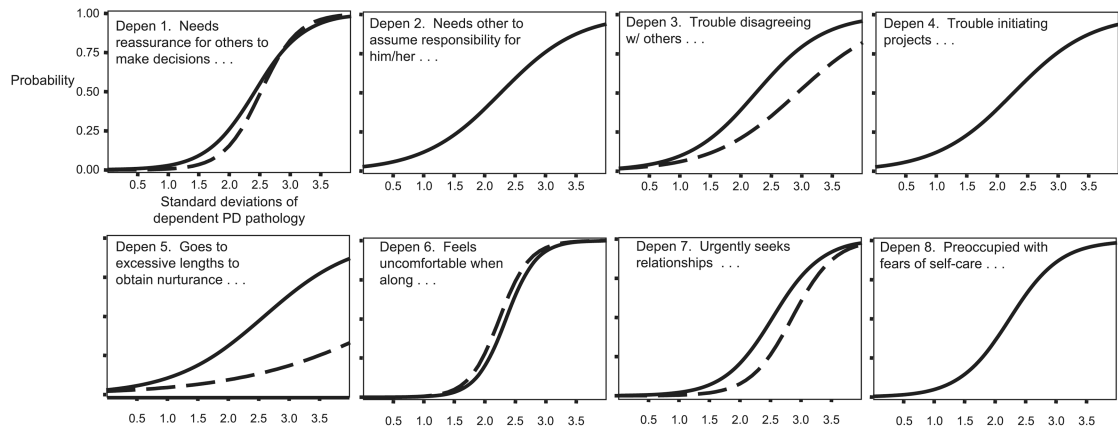 Depen 1. Needs
reassurance for others to
make decisions . . .
Depen 2. Needs other to
assume responsibility for
him/her . . .
Depen 3. Trouble disagreeing
w/ others . . .
Depen 4. Trouble initiating
projects . . .
1.00
0.75
Probability
0.50
0.25
0.00
0.5 1.0 1.5 2.0 2.5 3.0 3.5
0.5 1.0 1.5 2.0 2.5 3.0 3.5
0.5 1.0 1.5 2.0 2.5 3.0 3.5
0.5 1.0 1.5 2.0 2.5 3.0 3.5
Standard deviations of
dependent PD pathology
Depen 5. Goes to
excessive lengths to
obtain nurturance . . .
Depen 6. Feels
uncomfortable when
along . . .
Depen 7. Urgently seeks
relationships . . .
Depen 8. Preoccupied with
fears of self-care . . .
0.5 1.0 1.5 2.0 2.5 3.0 3.5
0.5 1.0 1.5 2.0 2.5 3.0 3.5
0.5 1.0 1.5 2.0 2.5 3.0 3.5
0.5 1.0 1.5 2.0 2.5 3.0 3.5